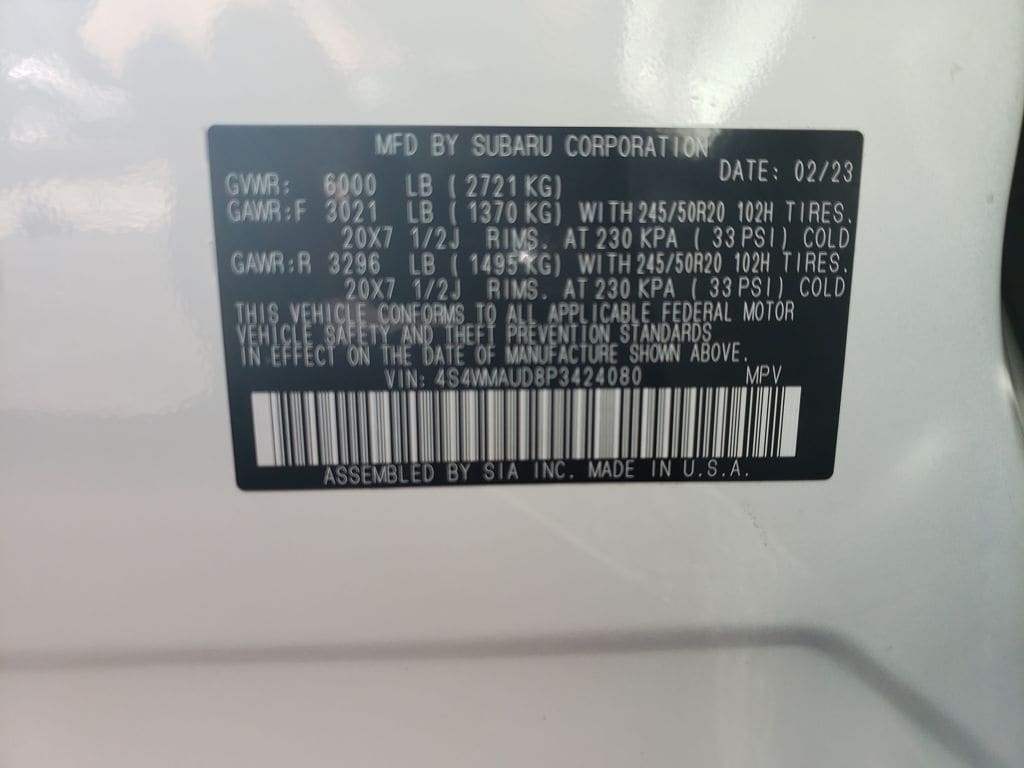 MFD BY SUBARU CORPORATION
DATE: 02/23
GVWR: 6000 LB ( 2721 KG)
GAWR:F 3021 LB ( 1370 KG) WITH 245/50R20 102H TIRES.
20X7 1/2J RIMS. AT 230 KPA ( 33 PSI) COLD
GAWR:R 3296 LB ( 1495 KG) WITH 245/50R20 102H TIRES.
20X7 1/2J RIMS. AT 230 KPA ( 33 PSI) COLD
THIS VEHICLE CONFORMS TO ALL APPLICABLE FEDERAL MOTOR
VEHICLE SAFETY AND THEFT PREVENTION STANDARDS
IN EFFECT ON THE DATE OF MANUFACTURE SHOWN ABOVE.
VIN: 4S4WMAUD8P3424080 MPV
ASSEMBLED BY SIA INC. MADE IN U.S.A.